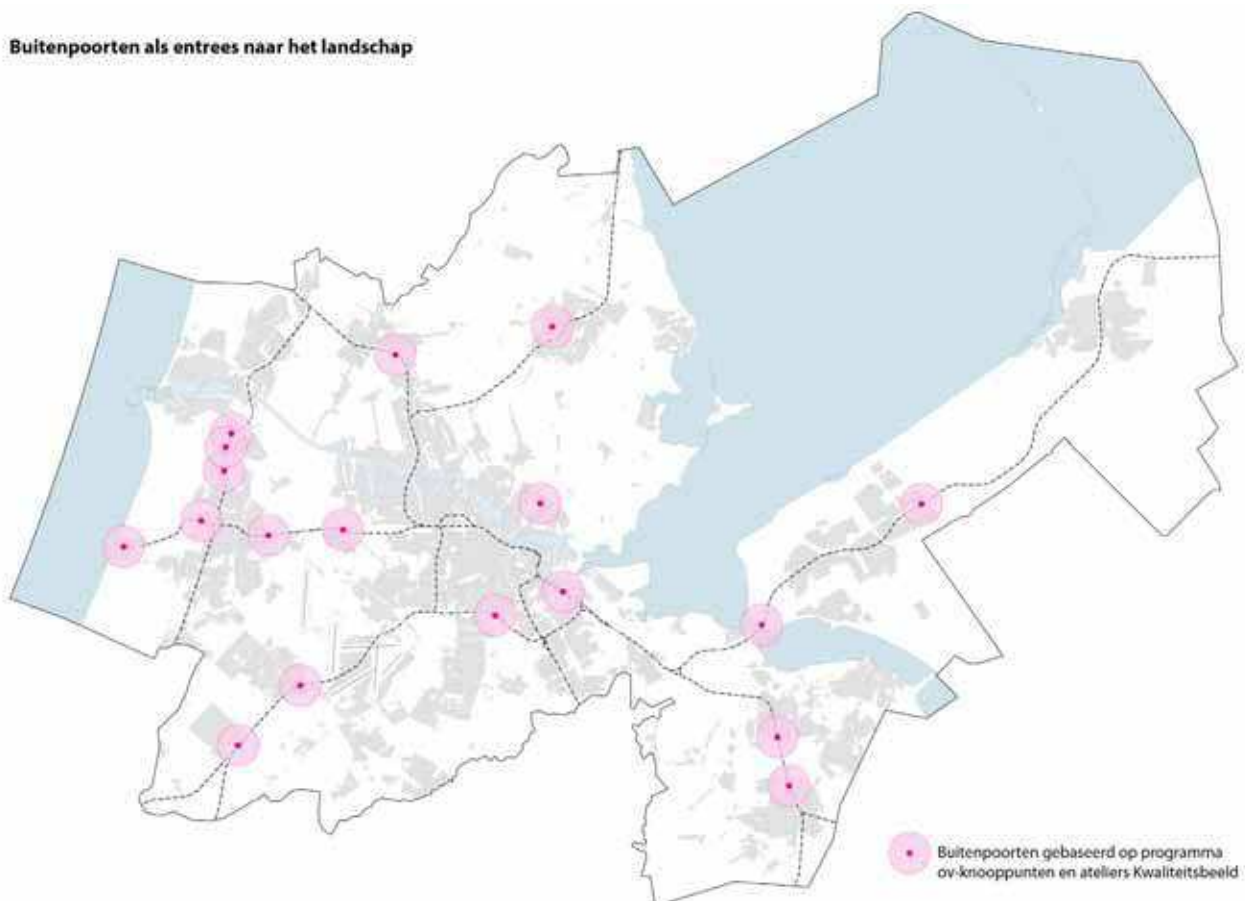 Buitenpoorten als entrees naar het landschap
Buitenpoorten gebaseerd op programma
ov-knooppunten en ateliers Kwaliteitsbeeld